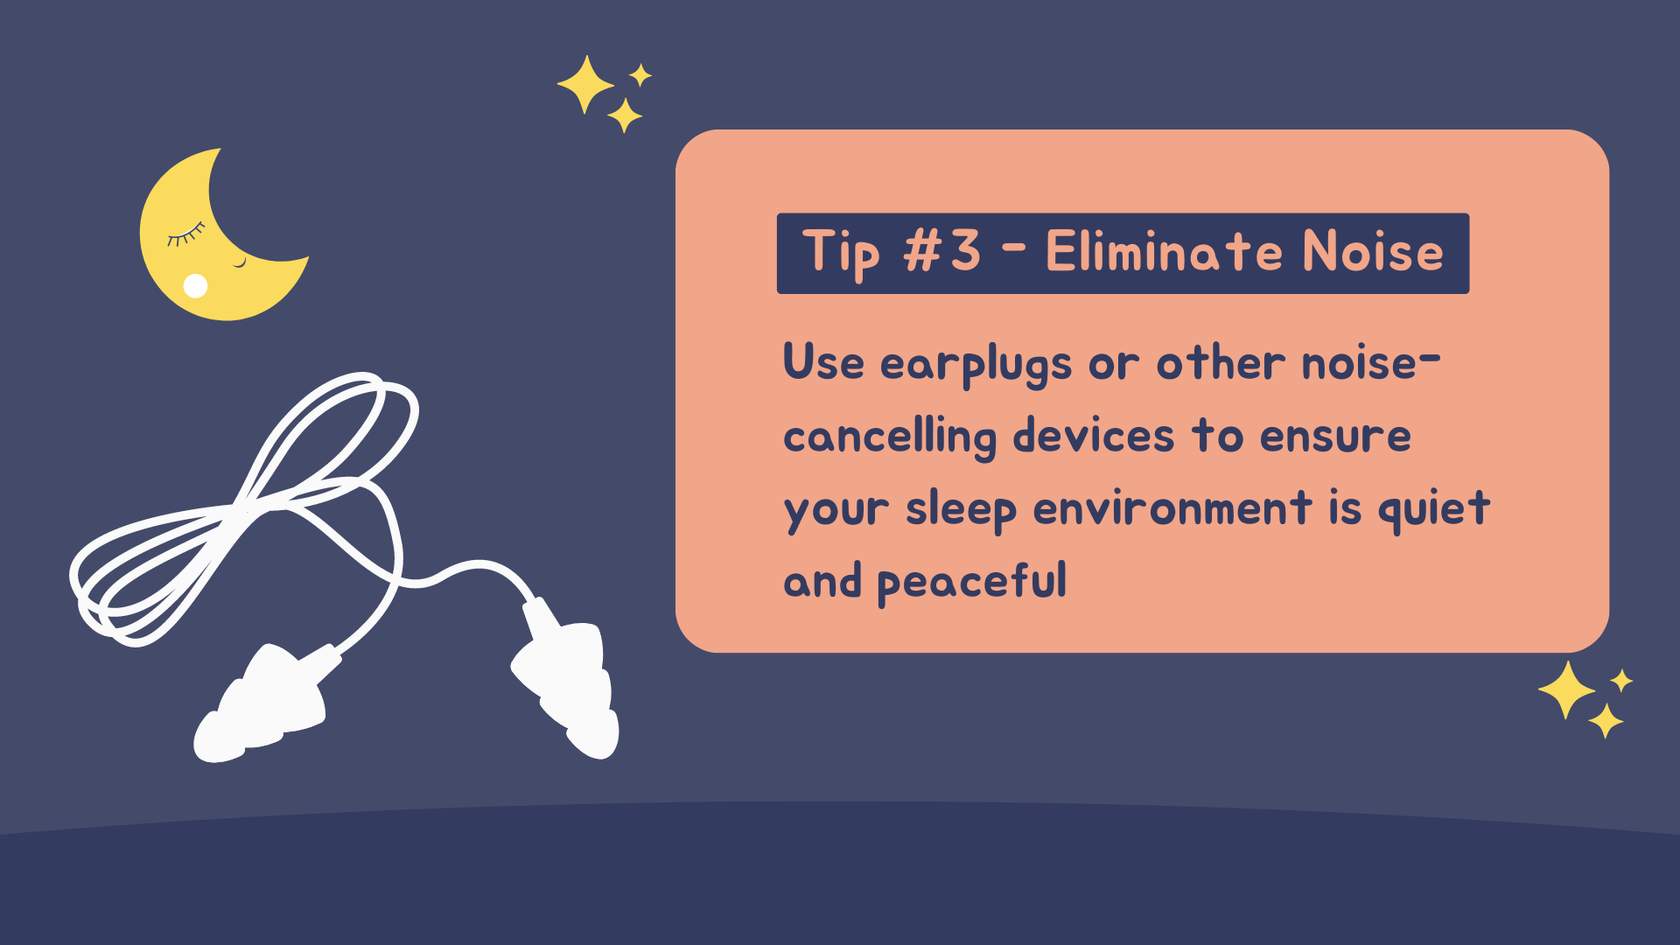 Tip #3 - Eliminate Noise
Use earplugs or other noise-
cancelling devices to ensure
your sleep environment is quiet
and peaceful